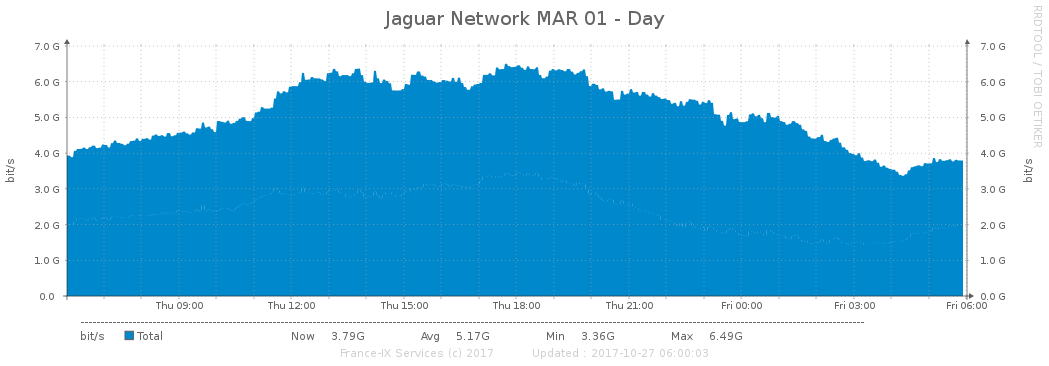 Jaguar Network MAR 01 - Day
RRDTOOL / TOBI OETIKER
7.0 G 7.0 G
6.0 G 6.0 G
5.0 G 5.0 G
4.0 G 4.0 G
3.0 G 3.0 G
2.0 G 2.0 G
1.0 G 1.0 G
0.0 0.0 G
bit/s bit/s
Thu 09:00 Thu 12:00 Thu 15:00 Thu 18:00 Thu 21:00 Fri 00:00 Fri 03:00 Fri 06:00
bit/s Total Now 3.79G Avg 5.17G Min 3.36G Max 6.49G
France-IX Services (c) 2017 Updated : 2017-10-27 06:00:03